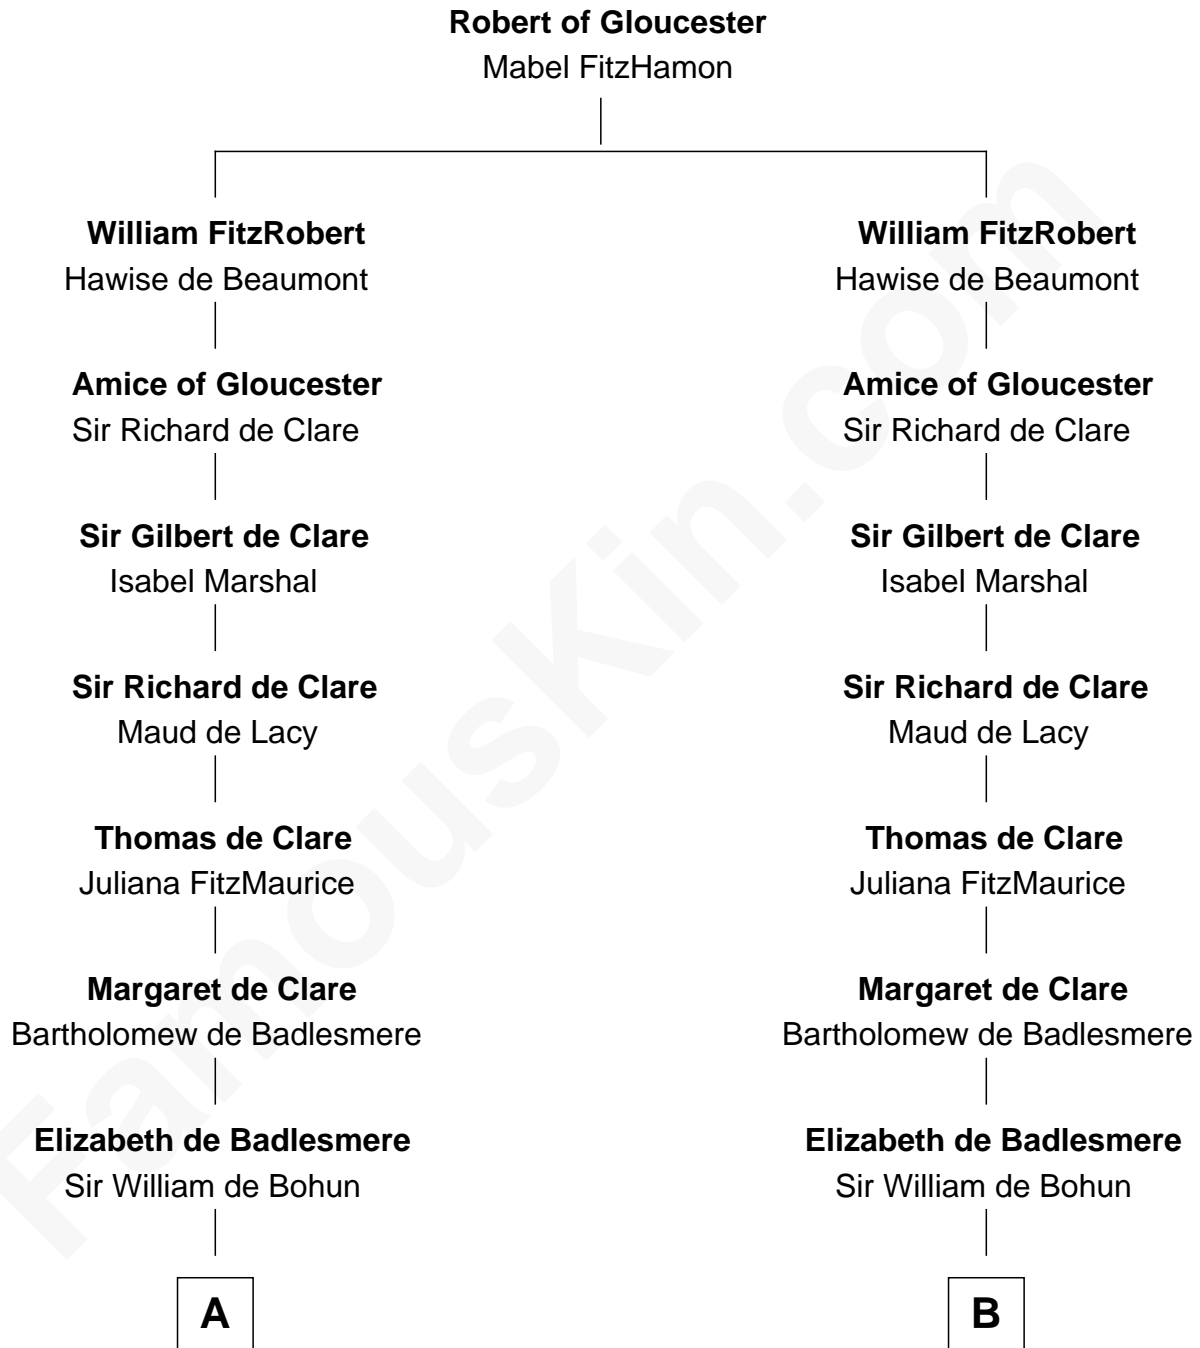 Robert of Gloucester
Mabel FitzHamon
William FitzRobert
Hawise de Beaumont
Amice of Gloucester
Sir Richard de Clare
Sir Gilbert de Clare
Isabel Marshal
Sir Richard de Clare
Maud de Lacy
Thomas de Clare
Juliana FitzMaurice
Margaret de Clare
Bartholomew de Badlesmere
Elizabeth de Badlesmere
Sir William de Bohun
A
William FitzRobert
Hawise de Beaumont
Amice of Gloucester
Sir Richard de Clare
Sir Gilbert de Clare
Isabel Marshal
Sir Richard de Clare
Maud de Lacy
Thomas de Clare
Juliana FitzMaurice
Margaret de Clare
Bartholomew de Badlesmere
Elizabeth de Badlesmere
Sir William de Bohun
B
FamousKin.com